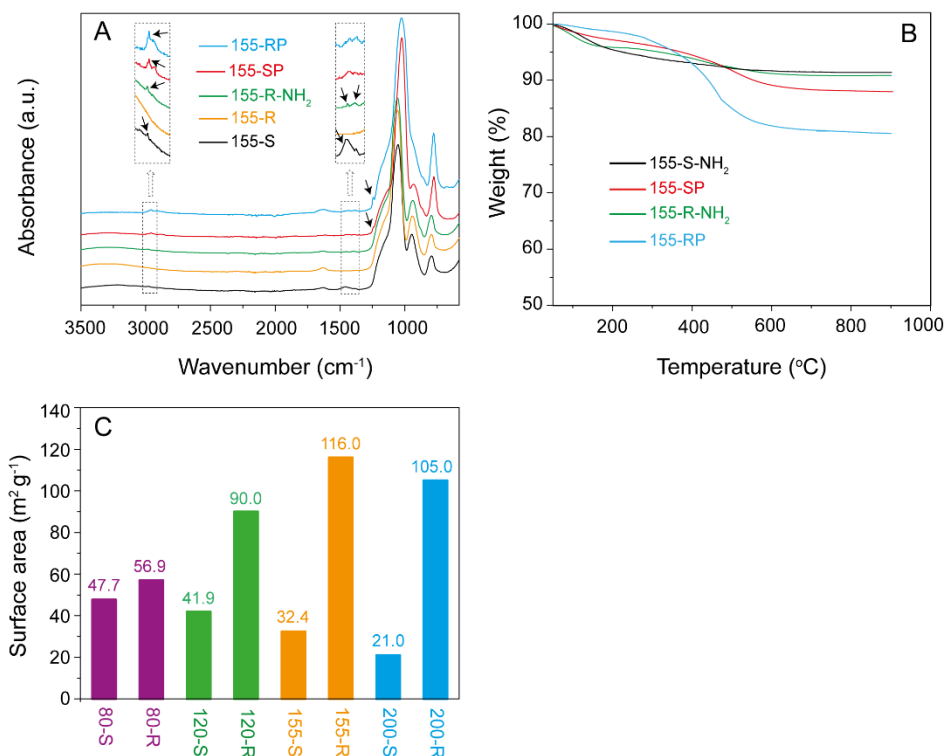 A
155-RP
155-SP
155-R-NH₂
155-R
155-S
Absorbance (a.u.)
3500 3000 2500 2000 1500 1000
Wavenumber (cm⁻¹)
B
100
90
80
70
60
50
Weight (%)
155-S-NH₂
155-SP
155-R-NH₂
155-RP
200 400 600 800 1000
Temperature (°C)
C
140
120
100
80
60
40
20
0
Surface area (m² g⁻¹)
47.7
56.9
41.9
90.0
32.4
116.0
21.0
105.0
80-S
80-R
120-S
120-R
155-S
155-R
200-S
200-R